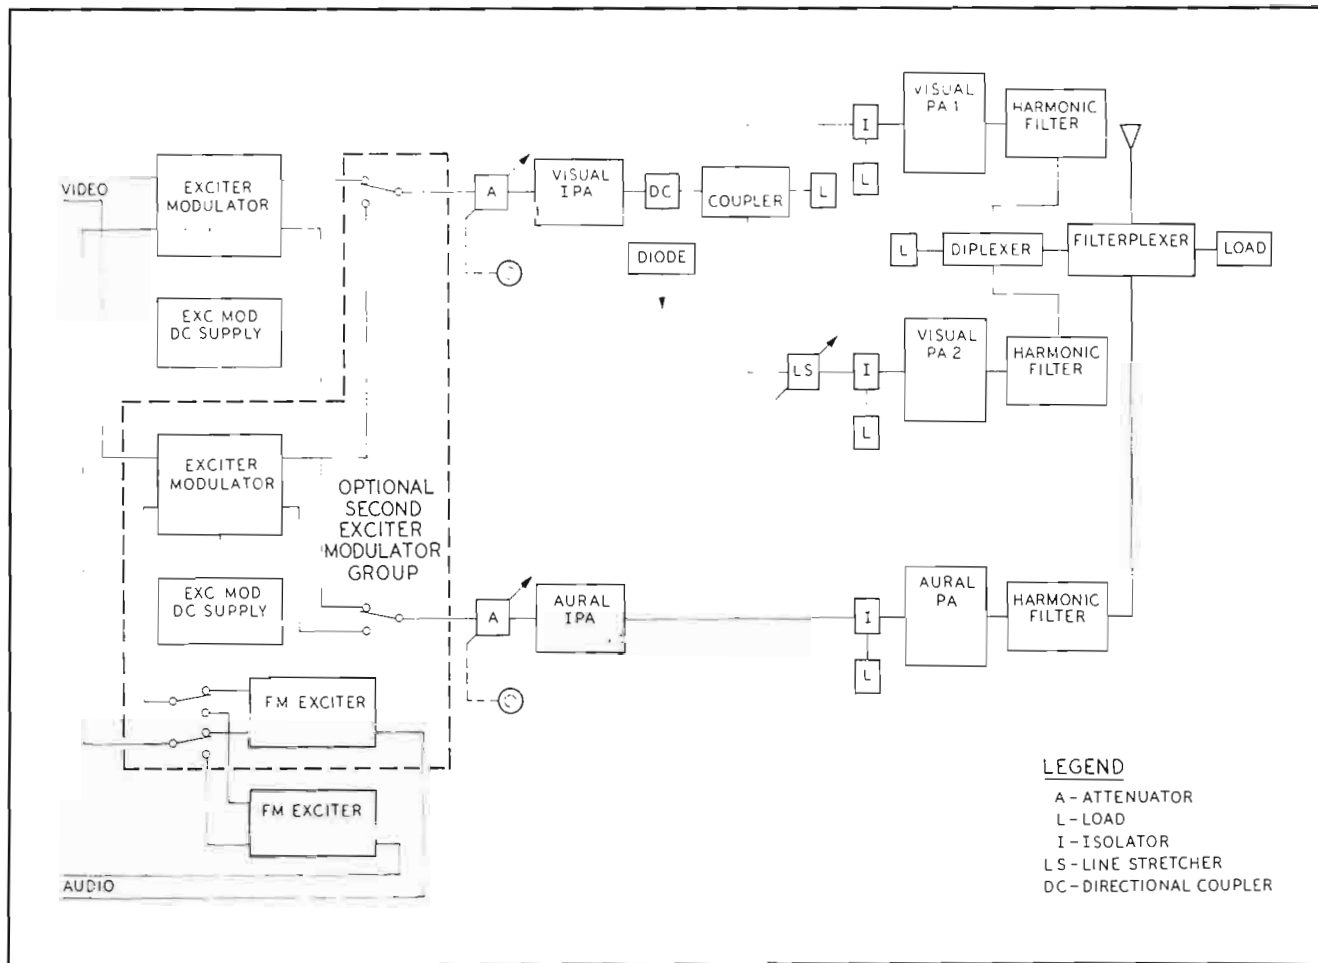 VIDEO
EXCITER
MODULATOR
EXC MOD
DC SUPPLY
EXCITER
MODULATOR
OPTIONAL
SECOND
EXCITER
MODULATOR
GROUP
EXC MOD
DC SUPPLY
FM EXCITER
FM EXCITER
AUDIO
A
VISUAL
IPA
DC
COUPLER
L
DIODE
I
L
VISUAL
PA 1
HARMONIC
FILTER
L
DIPLEXER
FILTERPLEXER
LOAD
LS
I
L
VISUAL
PA 2
HARMONIC
FILTER
A
AURAL
IPA
I
L
AURAL
PA
HARMONIC
FILTER
LEGEND
A - ATTENUATOR
L - LOAD
I - ISOLATOR
LS - LINE STRETCHER
DC - DIRECTIONAL COUPLER